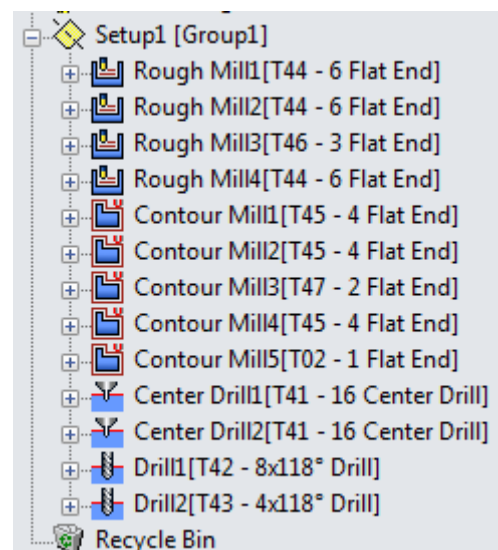 Setup1 [Group1]
Rough Mill1[T44 - 6 Flat End]
Rough Mill2[T44 - 6 Flat End]
Rough Mill3[T46 - 3 Flat End]
Rough Mill4[T44 - 6 Flat End]
Contour Mill1[T45 - 4 Flat End]
Contour Mill2[T45 - 4 Flat End]
Contour Mill3[T47 - 2 Flat End]
Contour Mill4[T45 - 4 Flat End]
Contour Mill5[T02 - 1 Flat End]
Center Drill1[T41 - 16 Center Drill]
Center Drill2[T41 - 16 Center Drill]
Drill1[T42 - 8x118° Drill]
Drill2[T43 - 4x118° Drill]
Recycle Bin